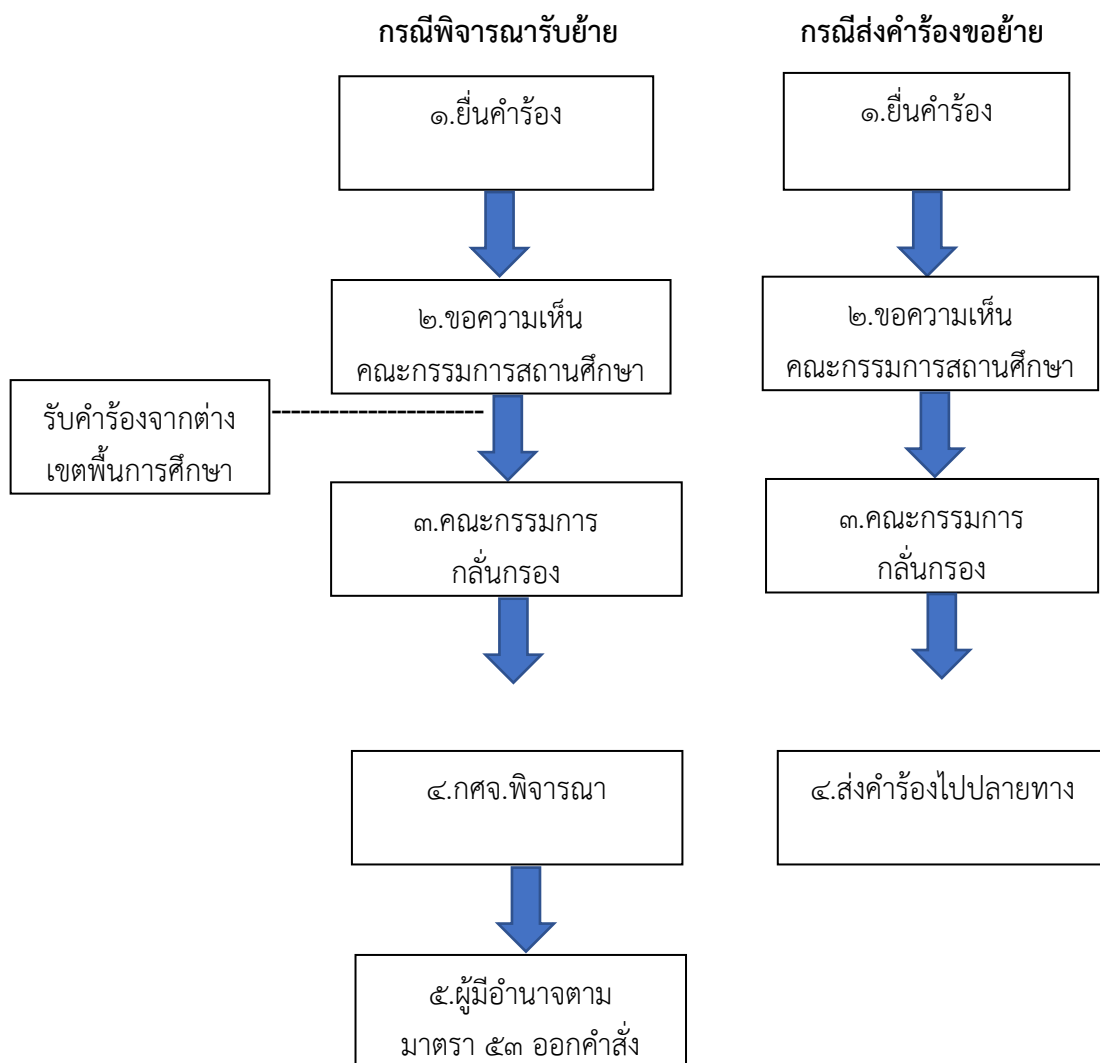 กรณีพิจารณารับย้าย
๑.ยื่นคำร้อง
๒.ขอความเห็น
คณะกรรมการสถานศึกษา
รับคำร้องจากต่าง
เขตพื้นการศึกษา
๓.คณะกรรมการ
กลั่นกรอง
๔.กศจ.พิจารณา
๕.ผู้มีอำนาจตาม
มาตรา ๕๓ ออกคำสั่ง
กรณีส่งคำร้องขอย้าย
๑.ยื่นคำร้อง
๒.ขอความเห็น
คณะกรรมการสถานศึกษา
๓.คณะกรรมการ
กลั่นกรอง
๔.ส่งคำร้องไปปลายทาง